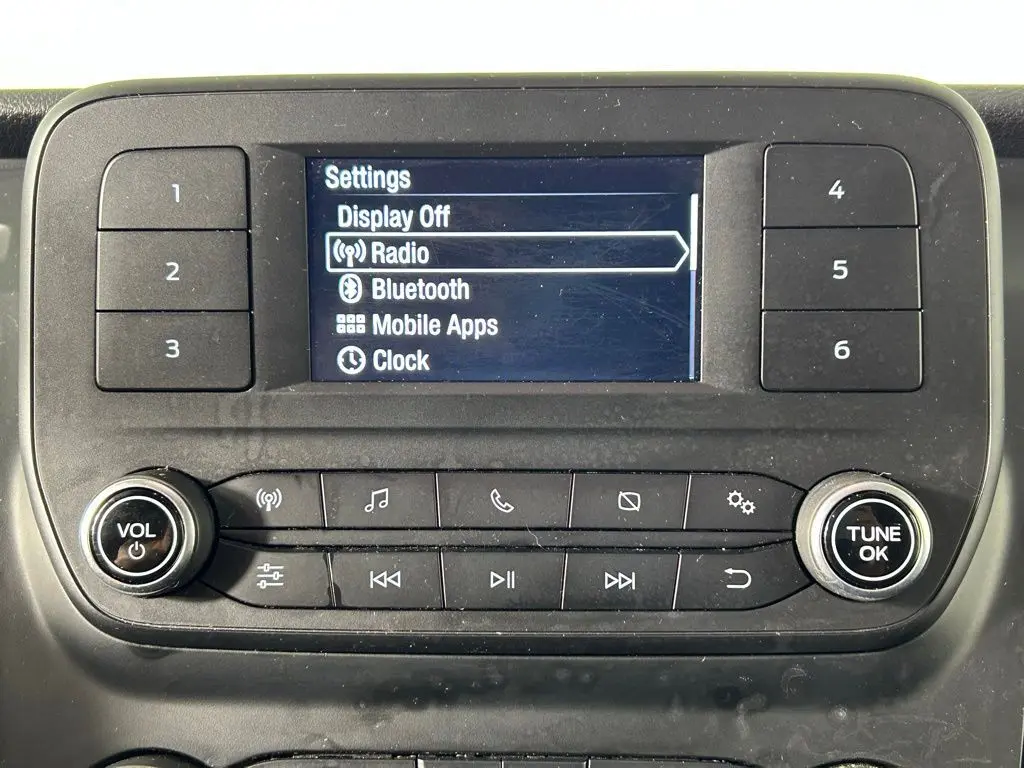 Settings
Display Off
Radio
Bluetooth
Mobile Apps
Clock
1
2
3
4
5
6
VOL
TUNE
OK